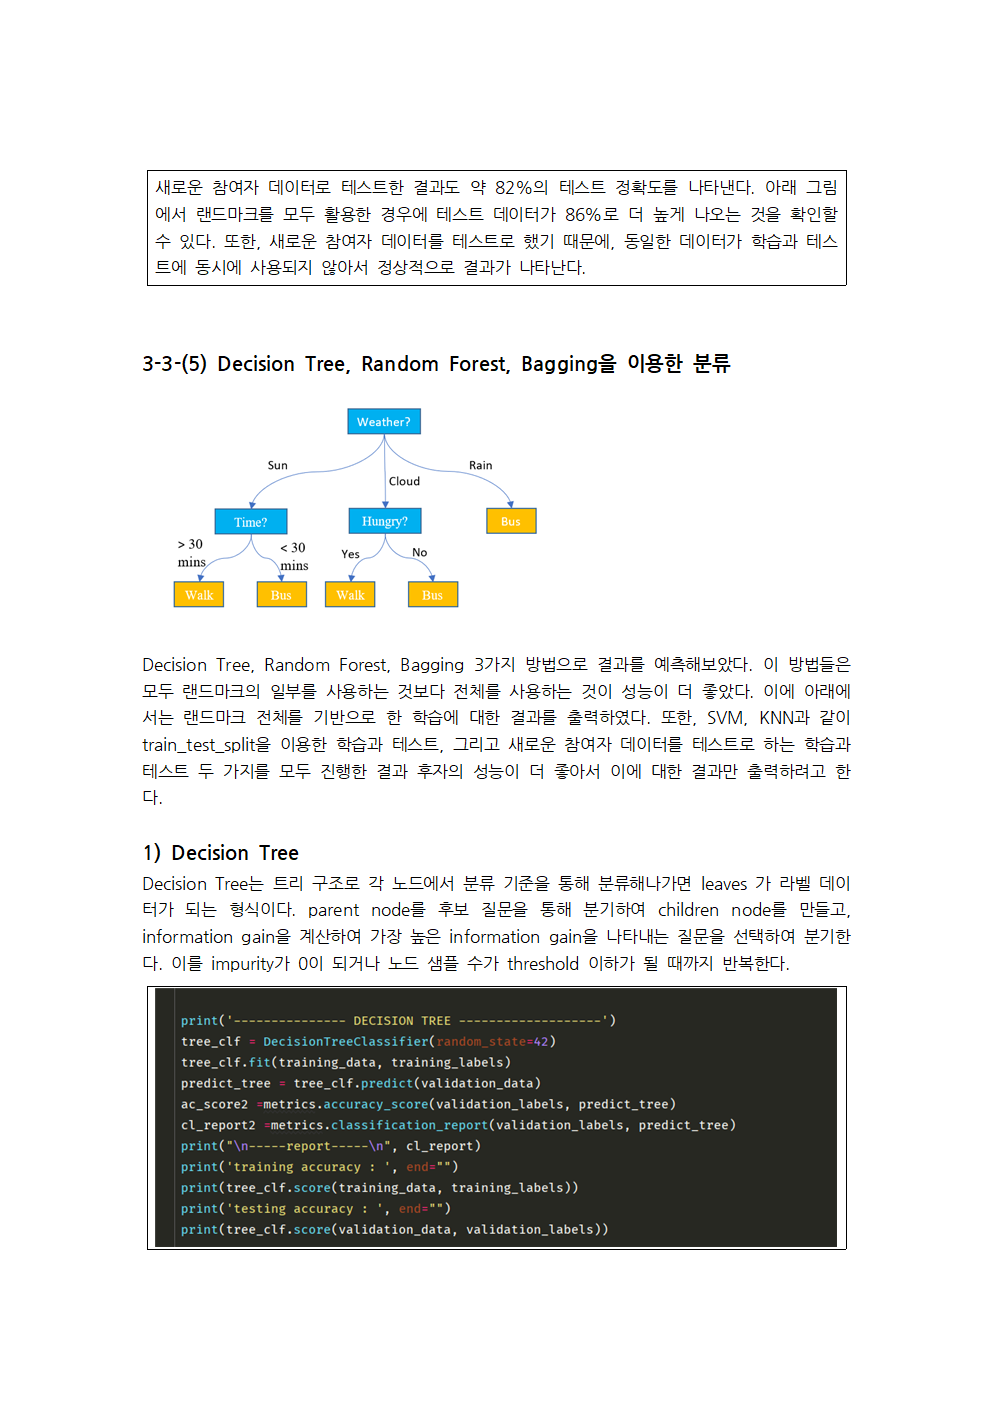 새로운 참여자 데이터로 테스트한 결과도 약 82%의 테스트 정확도를 나타낸다. 아래 그림
에서 랜드마크를 모두 활용한 경우에 테스트 데이터가 86%로 더 높게 나오는 것을 확인할
수 있다. 또한, 새로운 참여자 데이터를 테스트로 했기 때문에, 동일한 데이터가 학습과 테스
트에 동시에 사용되지 않아서 정상적으로 결과가 나타난다.
3-3-(5) Decision Tree, Random Forest, Bagging을 이용한 분류
Weather?
Sun
Cloud
Rain
Time?
Hungry?
Bus
> 30
mins
< 30
mins
Yes
No
Walk
Bus
Walk
Bus
Decision Tree, Random Forest, Bagging 3가지 방법으로 결과를 예측해보았다. 이 방법들은
모두 랜드마크의 일부를 사용하는 것보다 전체를 사용하는 것이 성능이 더 좋았다. 이에 아래에
서는 랜드마크 전체를 기반으로 한 학습에 대한 결과를 출력하였다. 또한, SVM, KNN과 같이
train_test_split을 이용한 학습과 테스트, 그리고 새로운 참여자 데이터를 테스트로 하는 학습과
테스트 두 가지를 모두 진행한 결과 후자의 성능이 더 좋아서 이에 대한 결과만 출력하려고 한
다.
1) Decision Tree
Decision Tree는 트리 구조로 각 노드에서 분류 기준을 통해 분류해나가면 leaves 가 라벨 데이
터가 되는 형식이다. parent node를 후보 질문을 통해 분기하여 children node를 만들고,
information gain을 계산하여 가장 높은 information gain을 나타내는 질문을 선택하여 분기한
다. 이를 impurity가 0이 되거나 노드 샘플 수가 threshold 이하가 될 때까지 반복한다.
print('--------------- DECISION TREE -------------------')
tree_clf = DecisionTreeClassifier(random_state=42)
tree_clf.fit(training_data, training_labels)
predict_tree = tree_clf.predict(validation_data)
ac_score2 =metrics.accuracy_score(validation_labels, predict_tree)
cl_report2 =metrics.classification_report(validation_labels, predict_tree)
print("\n-----report-----\n", cl_report)
print('training accuracy : ', end="")
print(tree_clf.score(training_data, training_labels))
print('testing accuracy : ', end="")
print(tree_clf.score(validation_data, validation_labels))